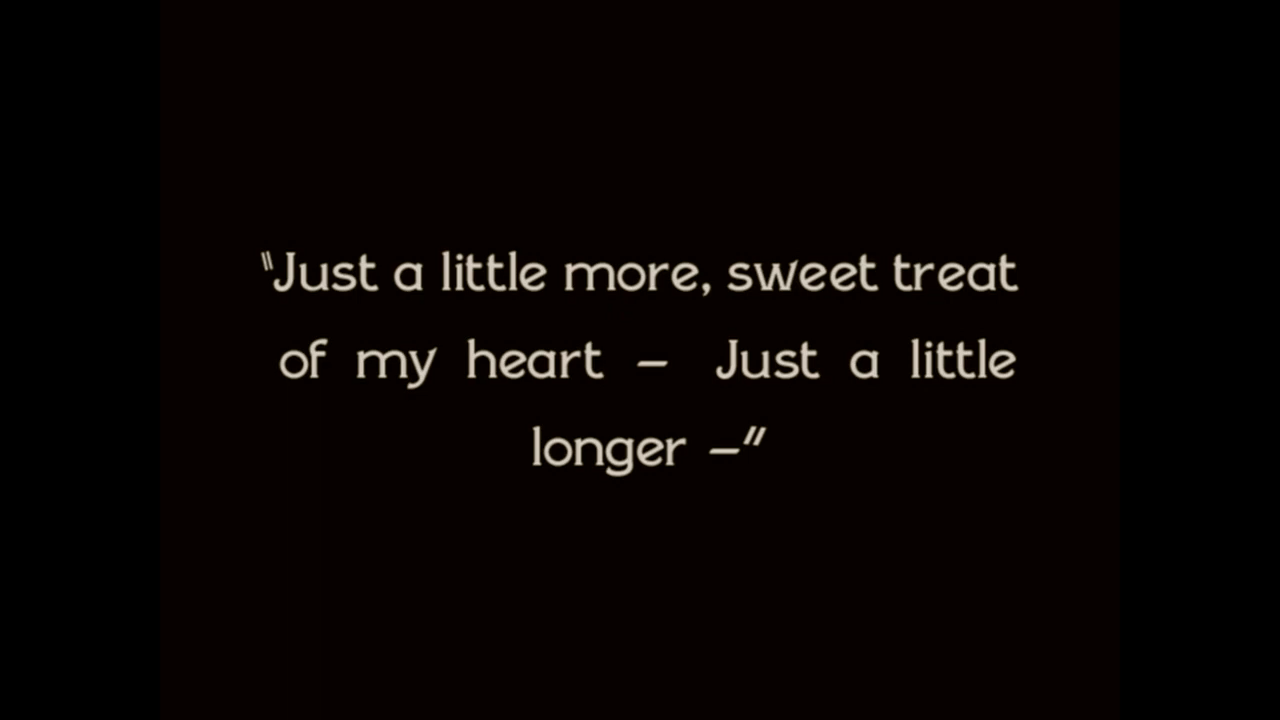 "Just a little more, sweet treat
of my heart – Just a little
longer –"